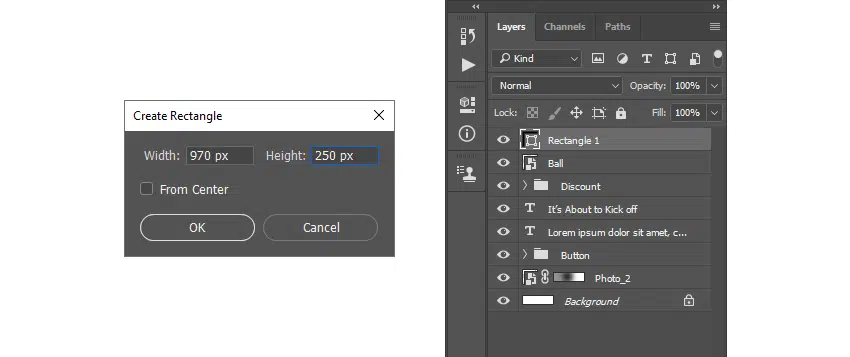 Create Rectangle
Width: 970 px Height: 250 px
From Center
OK Cancel
Layers Channels Paths
Kind
Normal Opacity: 100%
Lock: Fill: 100%
Rectangle 1
Ball
Discount
It's About to Kick off
Lorem ipsum dolor sit amet, c...
Button
Photo_2
Background